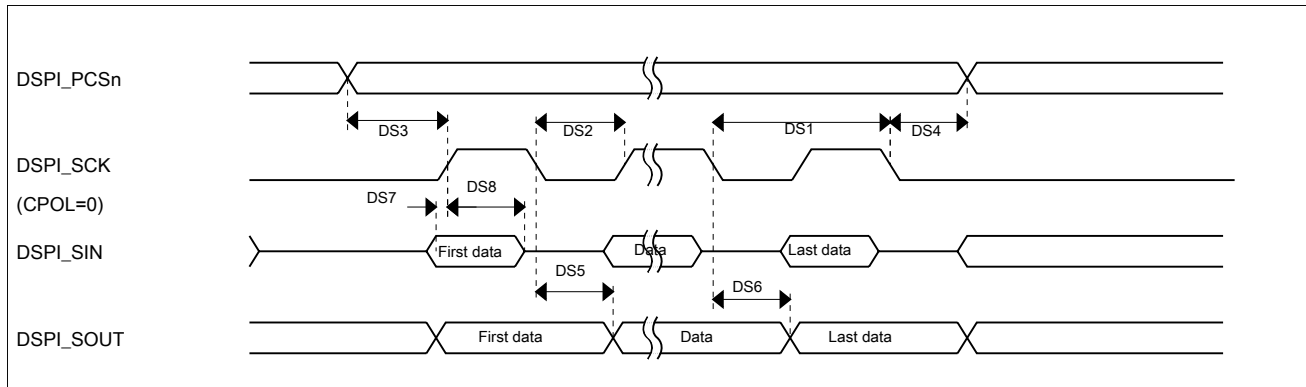 DSPI_PCSn
DS3
DS2
DS1
DS4
DSPI_SCK
(CPOL=0)
DS7
DS8
DSPI_SIN
First data
Data
Last data
DS5
DS6
DSPI_SOUT
First data
Data
Last data